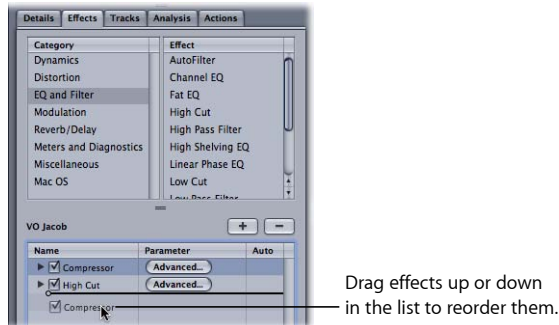 Details Effects Tracks Analysis Actions
Category Effect
Dynamics AutoFilter
Distortion Channel EQ
EQ and Filter Fat EQ
Modulation High Cut
Reverb/Delay High Pass Filter
Meters and Diagnostics High Shelving EQ
Miscellaneous Linear Phase EQ
Mac OS Low Cut
Low Pass Filter
VO Jacob + −
Name Parameter Auto
Compressor Advanced...
High Cut Advanced...
Compressor
Drag effects up or down
in the list to reorder them.